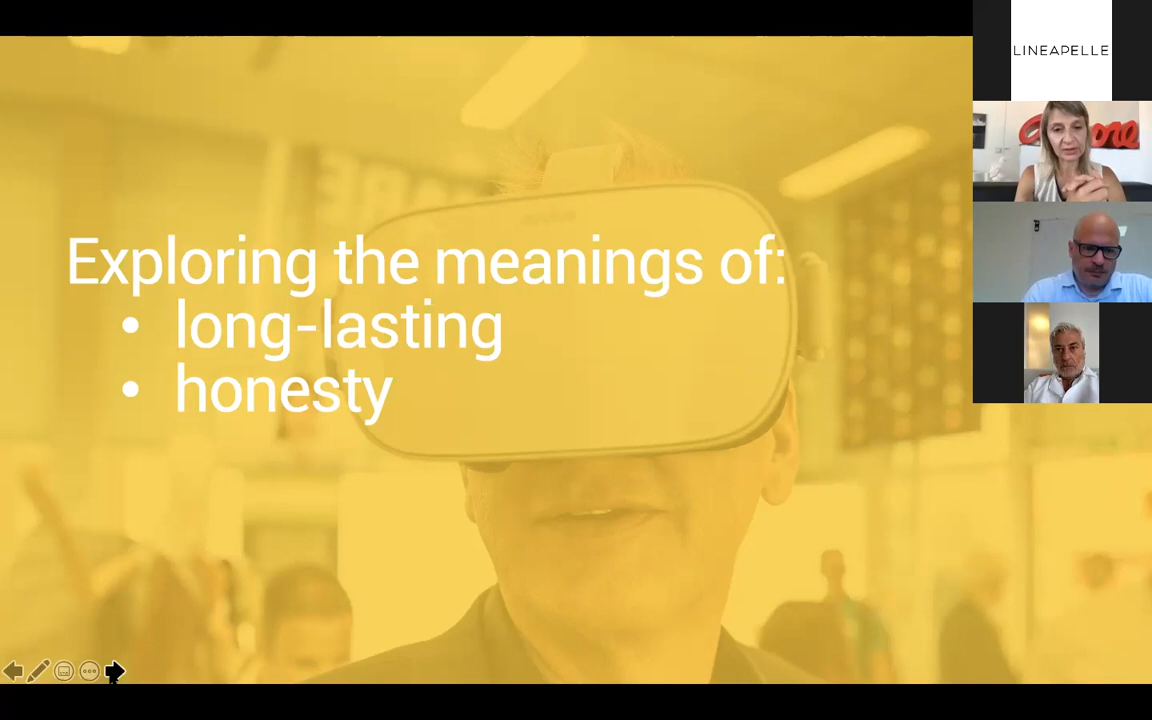 Exploring the meanings of:
• long-lasting
• honesty
LINEAPELLE